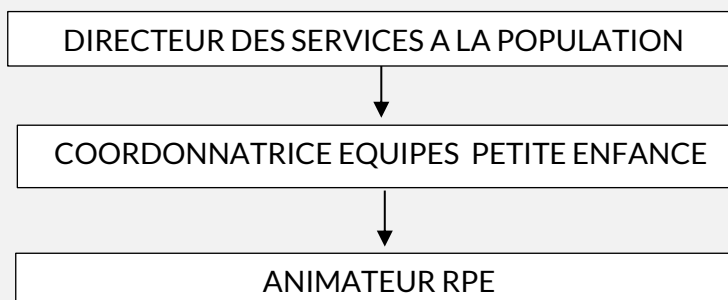 DIRECTEUR DES SERVICES A LA POPULATION
COORDONNATRICE EQUIPES PETITE ENFANCE
ANIMATEUR RPE